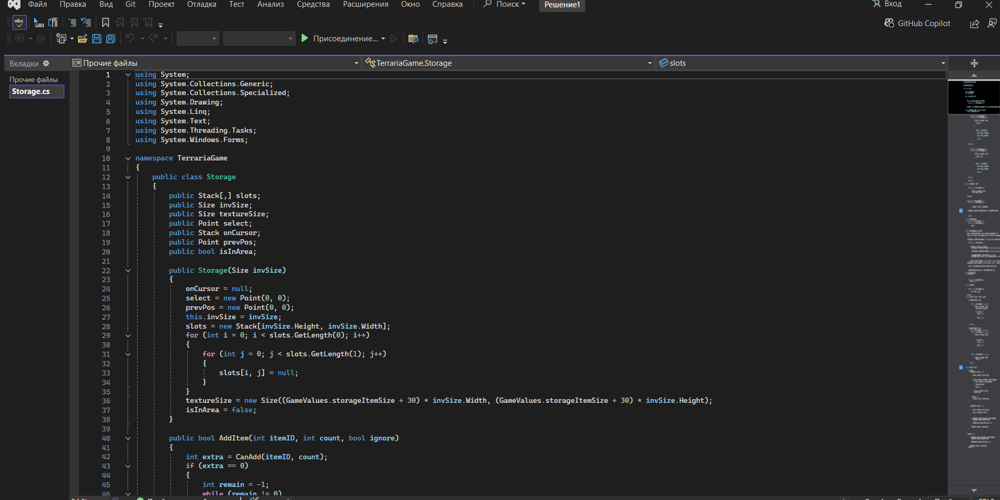 Файл Правка Вид Git Проект Отладка Тест Анализ Средства Расширения Окно Справка Поиск Решение1 Вход
abc
GitHub Copilot
Присоединение...
Вкладки
Прочие файлы
Storage.cs
C# Прочие файлы TerrariaGame.Storage slots
1 using System;
2 using System.Collections.Generic;
3 using System.Collections.Specialized;
4 using System.Drawing;
5 using System.Linq;
6 using System.Text;
7 using System.Threading.Tasks;
8 using System.Windows.Forms;
9
10 namespace TerrariaGame
11 {
12 public class Storage
13 {
14 public Stack[,] slots;
15 public Size invSize;
16 public Size textureSize;
17 public Point select;
18 public Stack onCursor;
19 public Point prevPos;
20 public bool isInArea;
21
22 public Storage(Size invSize)
23 {
24 onCursor = null;
25 select = new Point(0, 0);
26 prevPos = new Point(0, 0);
27 this.invSize = invSize;
28 slots = new Stack[invSize.Height, invSize.Width];
29 for (int i = 0; i < slots.GetLength(0); i++)
30 {
31 for (int j = 0; j < slots.GetLength(1); j++)
32 {
33 slots[i, j] = null;
34 }
35 }
36 textureSize = new Size((GameValues.storageItemSize + 30) * invSize.Width, (GameValues.storageItemSize + 30) * invSize.Height);
37 isInArea = false;
38 }
39
40 public bool AddItem(int itemID, int count, bool ignore)
41 {
42 int extra = CanAdd(itemID, count);
43 if (extra == 0)
44 {
45 int remain = -1;
46 while (remain != 0)